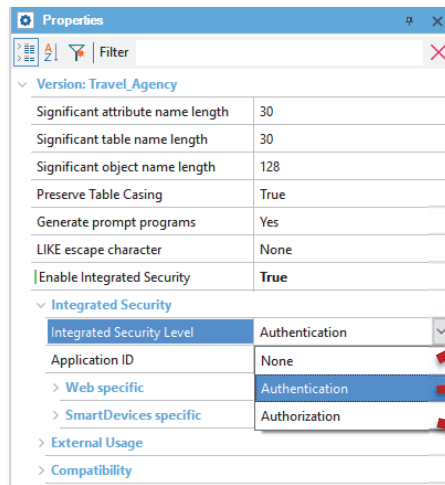 Properties
Filter
Version: Travel_Agency
Significant attribute name length 30
Significant table name length 30
Significant object name length 128
Preserve Table Casing True
Generate prompt programs Yes
LIKE escape character None
Enable Integrated Security True
Integrated Security
Integrated Security Level Authentication
Application ID None
Web specific Authentication
SmartDevices specific Authorization
External Usage
Compatibility